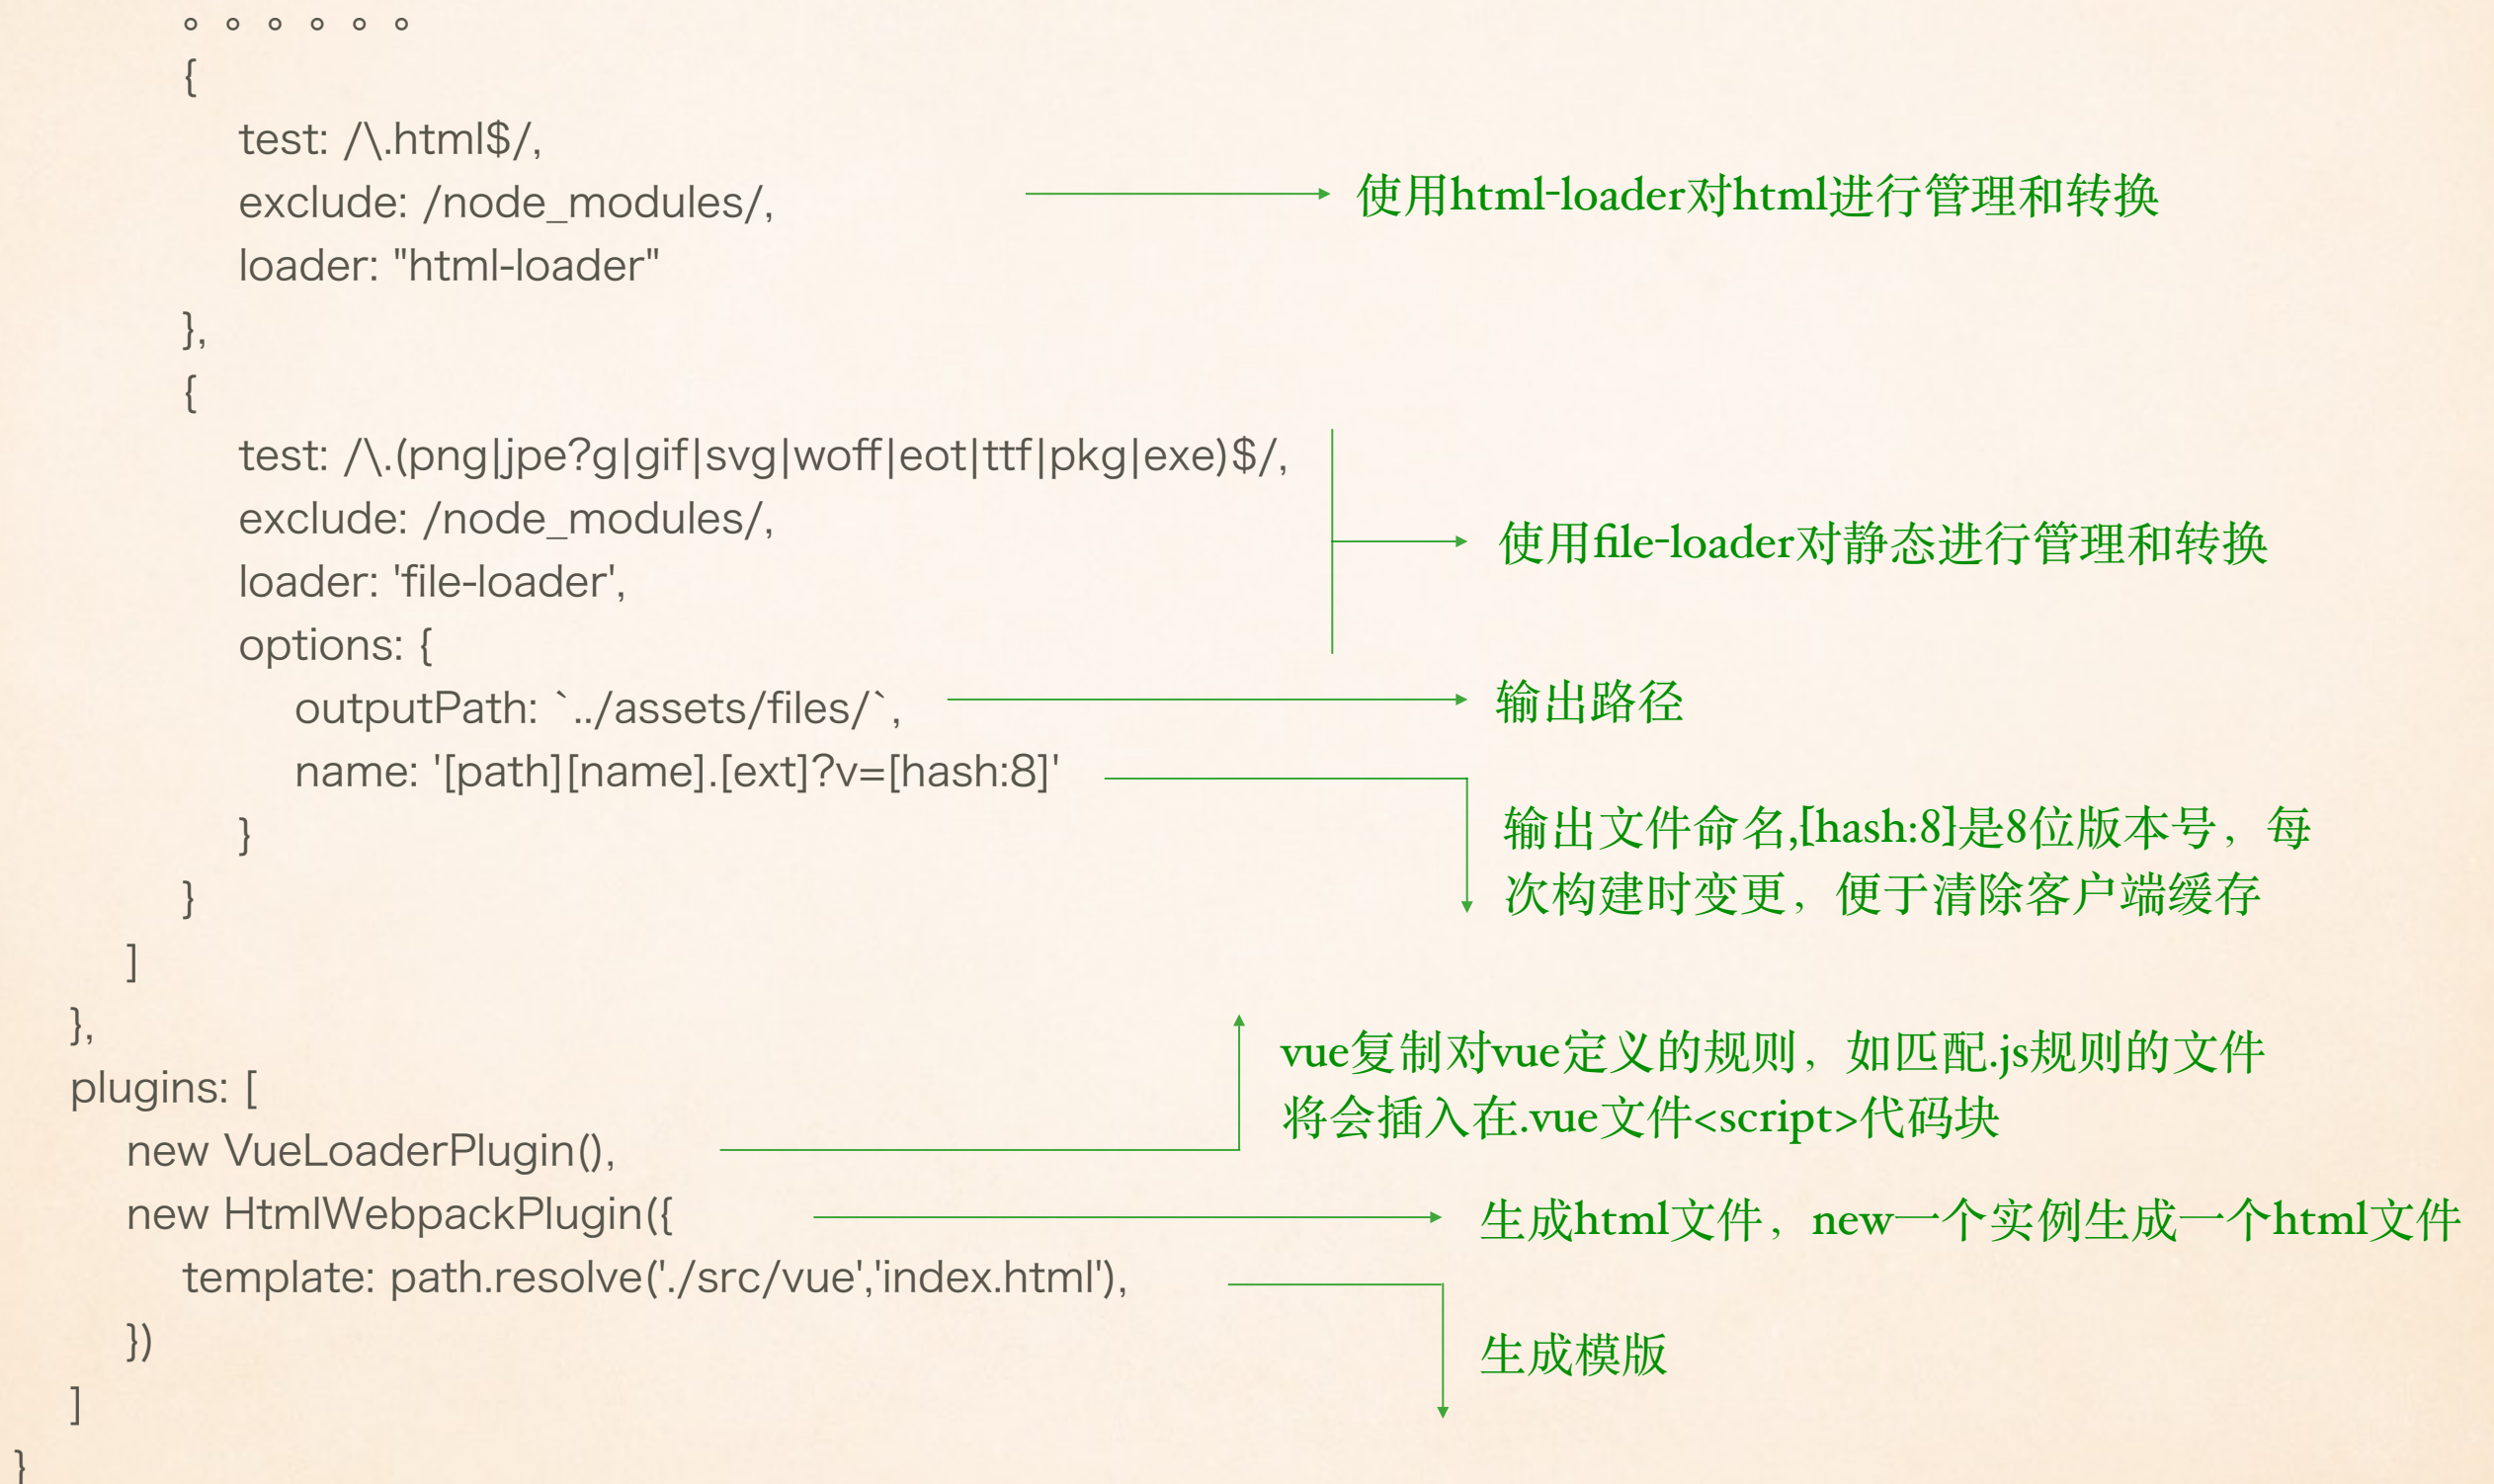 。。。。。。
{
test: /\.html$/,
exclude: /node_modules/,
使用html-loader对html进行管理和转换
loader: "html-loader"
},
{
test: /\.(png|jpe?g|gif|svg|woff|eot|ttf|pkg|exe)$/,
exclude: /node_modules/,
使用file-loader对静态进行管理和转换
loader: 'file-loader',
options: {
outputPath: `../assets/files/`,
输出路径
name: '[path][name].[ext]?v=[hash:8]'
输出文件命名,[hash:8]是8位版本号，每
次构建时变更，便于清除客户端缓存
}
}
]
},
plugins: [
vue复制对vue定义的规则，如匹配.js规则的文件
将会插入在.vue文件<script>代码块
new VueLoaderPlugin(),
new HtmlWebpackPlugin({
生成html文件，new一个实例生成一个html文件
template: path.resolve('./src/vue','index.html'),
生成模版
})
]
}